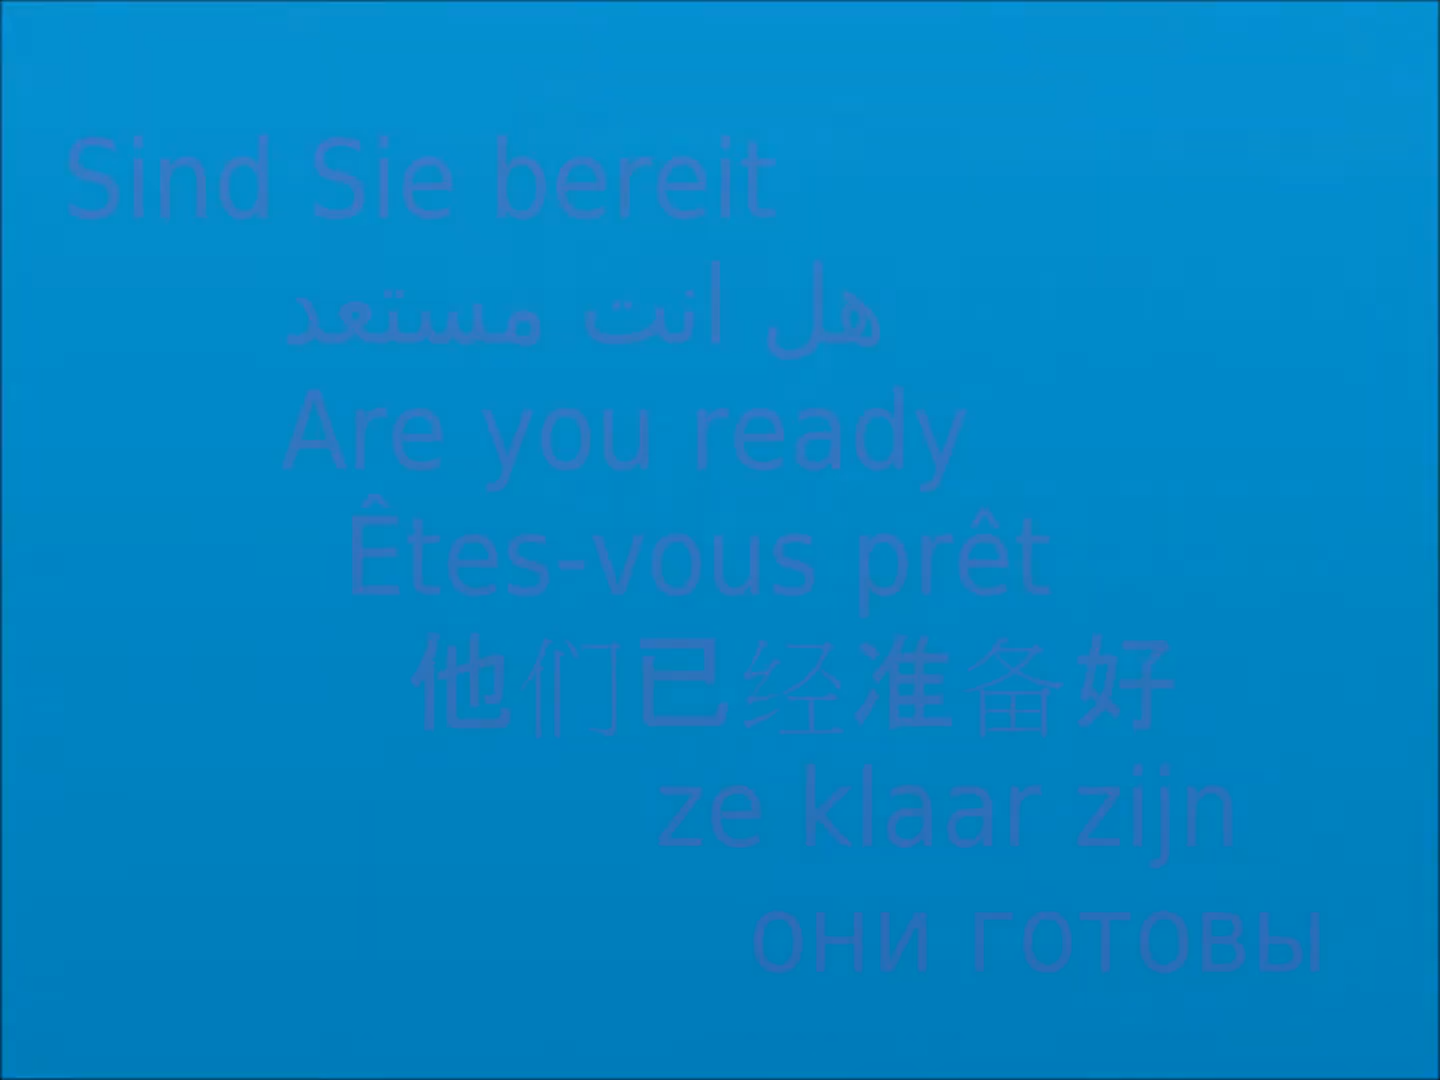 Sind Sie bereit
هل انت مستعد
Are you ready
Êtes-vous prêt
他们已经准备好
ze klaar zijn
они готовы